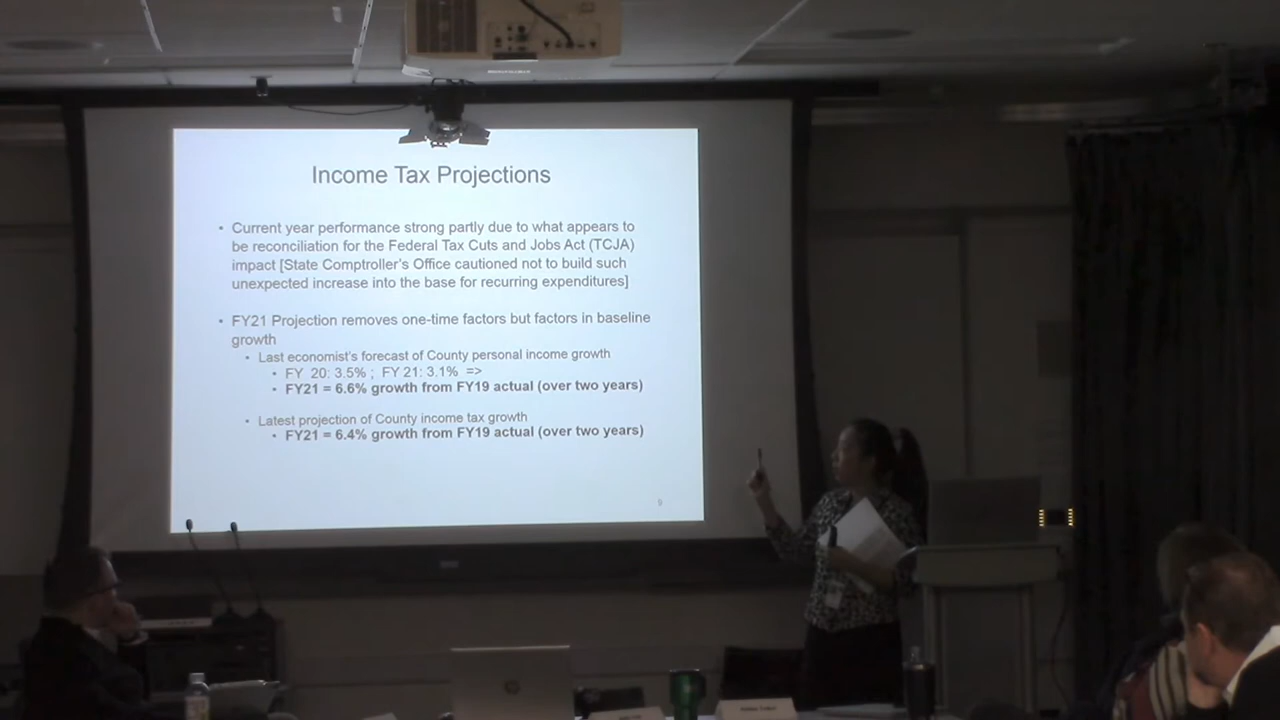 Income Tax Projections
• Current year performance strong partly due to what appears to
be reconciliation for the Federal Tax Cuts and Jobs Act (TCJA)
impact [State Comptroller's Office cautioned not to build such
unexpected increase into the base for recurring expenditures]
• FY21 Projection removes one-time factors but factors in baseline
growth
• Last economist's forecast of County personal income growth
• FY 20: 3.5% ; FY 21: 3.1% =>
• FY21 = 6.6% growth from FY19 actual (over two years)
• Latest projection of County income tax growth
• FY21 = 6.4% growth from FY19 actual (over two years)
9